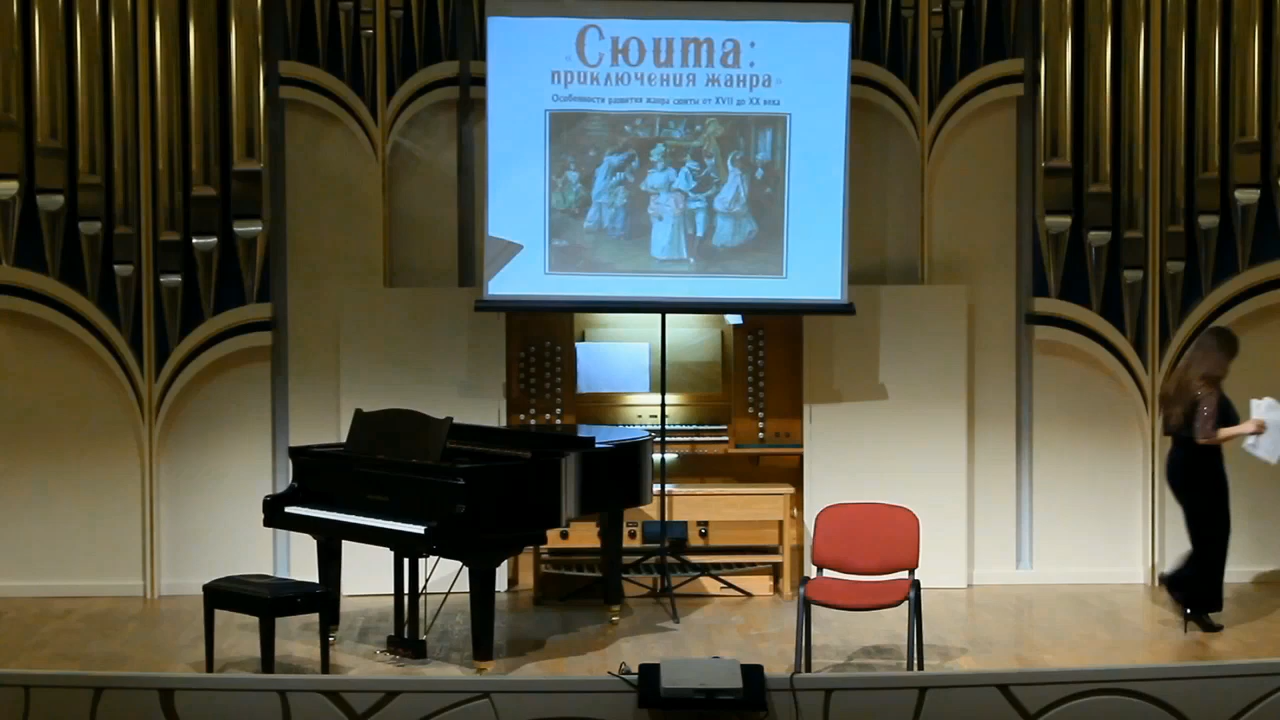 «Сюита:
приключения жанра»
Особенности развития жанра сюиты от XVII до XX века